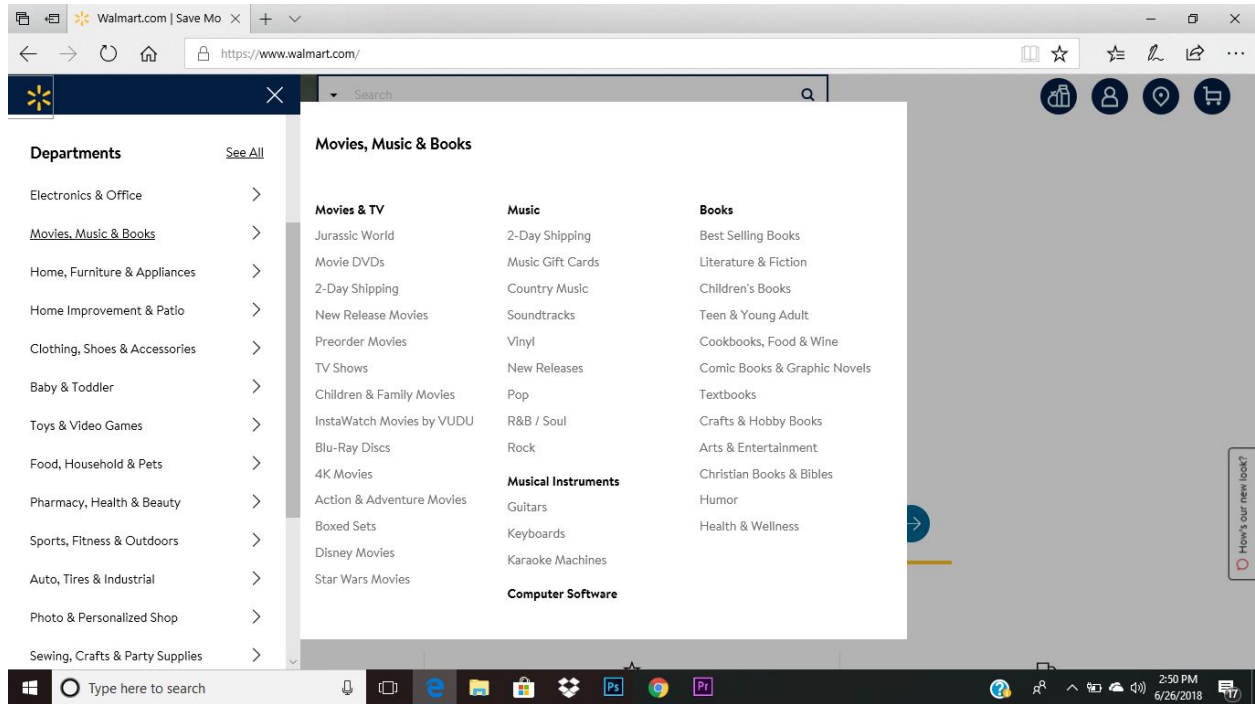 Walmart.com | Save Mo
https://www.walmart.com/
Search
Departments
See All
Electronics & Office
Movies, Music & Books
Home, Furniture & Appliances
Home Improvement & Patio
Clothing, Shoes & Accessories
Baby & Toddler
Toys & Video Games
Food, Household & Pets
Pharmacy, Health & Beauty
Sports, Fitness & Outdoors
Auto, Tires & Industrial
Photo & Personalized Shop
Sewing, Crafts & Party Supplies
Movies, Music & Books
Movies & TV
Jurassic World
Movie DVDs
2-Day Shipping
New Release Movies
Preorder Movies
TV Shows
Children & Family Movies
InstaWatch Movies by VUDU
Blu-Ray Discs
4K Movies
Action & Adventure Movies
Boxed Sets
Disney Movies
Star Wars Movies
Music
2-Day Shipping
Music Gift Cards
Country Music
Soundtracks
Vinyl
New Releases
Pop
R&B / Soul
Rock
Musical Instruments
Guitars
Keyboards
Karaoke Machines
Computer Software
Books
Best Selling Books
Literature & Fiction
Children's Books
Teen & Young Adult
Cookbooks, Food & Wine
Comic Books & Graphic Novels
Textbooks
Crafts & Hobby Books
Arts & Entertainment
Christian Books & Bibles
Humor
Health & Wellness
How's our new look?
Type here to search
Ps
Pr
2:50 PM
6/26/2018
17